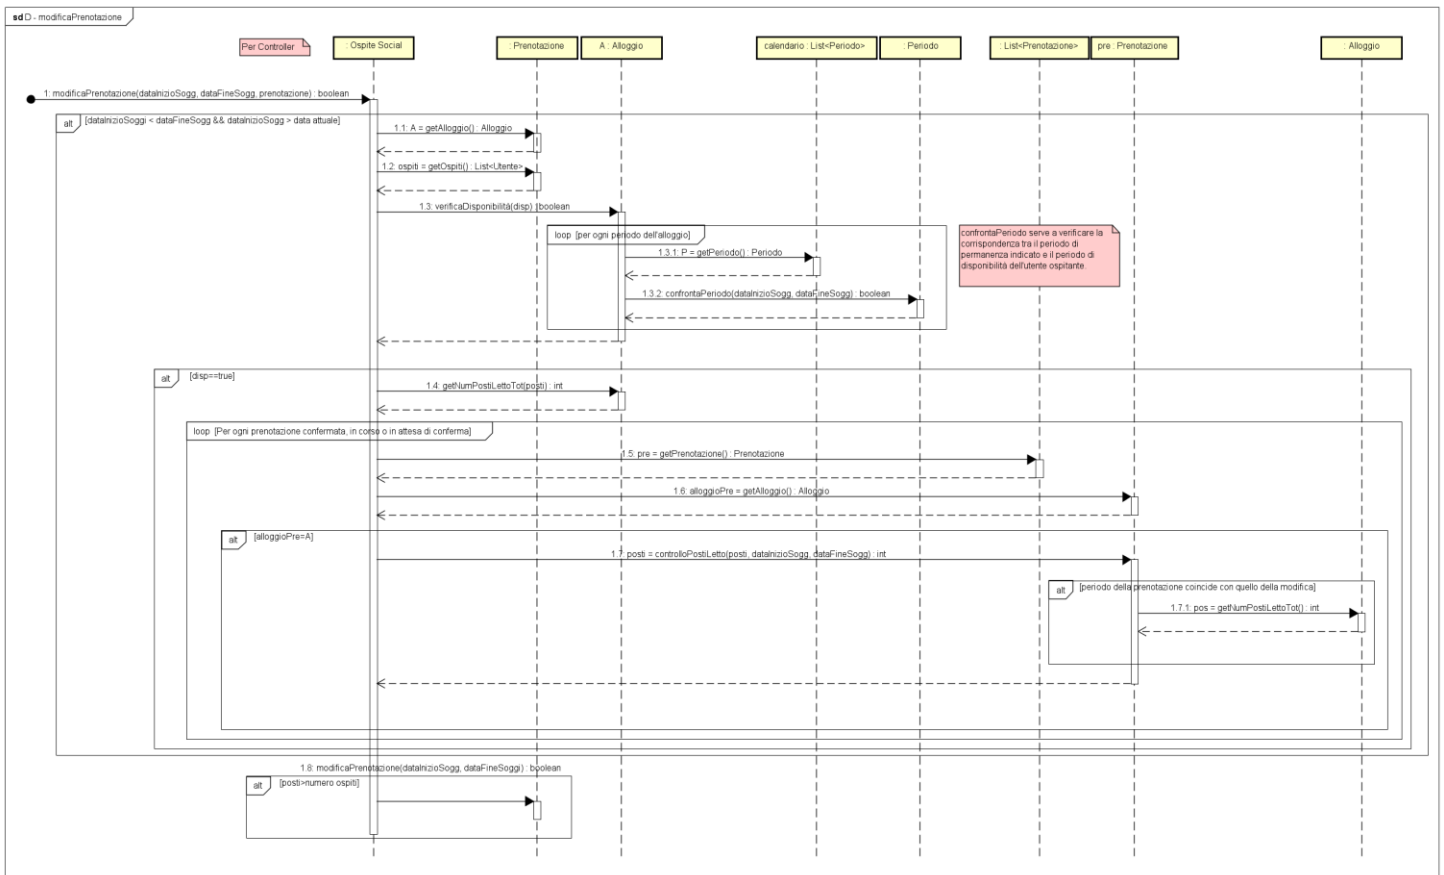 sd D - modificaPrenotazione
Per Controller
: Ospite Social
: Prenotazione
A : Alloggio
calendario : List<Periodo>
: Periodo
: List<Prenotazione>
pre : Prenotazione
: Alloggio
1: modificaPrenotazione(dataInizioSogg, dataFineSogg, prenotazione) : boolean
alt [dataInizioSoggi < dataFineSogg && dataInizioSogg > data attuale]
1.1: A = getAlloggio() : Alloggio
1.2: ospiti = getOspiti() : List<Utente>
1.3: verificaDisponibilità(disp) : boolean
loop [per ogni periodo dell'alloggio]
confrontaPeriodo serve a verificare la
corrispondenza tra il periodo di
permanenza indicato e il periodo di
disponibilità dell'utente ospitante.
1.3.1: P = getPeriodo() : Periodo
1.3.2: confrontaPeriodo(dataInizioSogg, dataFineSogg) : boolean
alt [disp==true]
1.4: getNumPostiLettoTot(posti) : int
loop [Per ogni prenotazione confermata, in corso o in attesa di conferma]
1.5: pre = getPrenotazione() : Prenotazione
1.6: alloggioPre = getAlloggio() : Alloggio
alt [alloggioPre=A]
1.7: posti = controlloPostiLetto(posti, dataInizioSogg, dataFineSogg) : int
alt [periodo della prenotazione coincide con quello della modifica]
1.7.1: pos = getNumPostiLettoTot() : int
1.8: modificaPrenotazione(dataInizioSogg, dataFineSoggi) : boolean
alt [posti>numero ospiti]